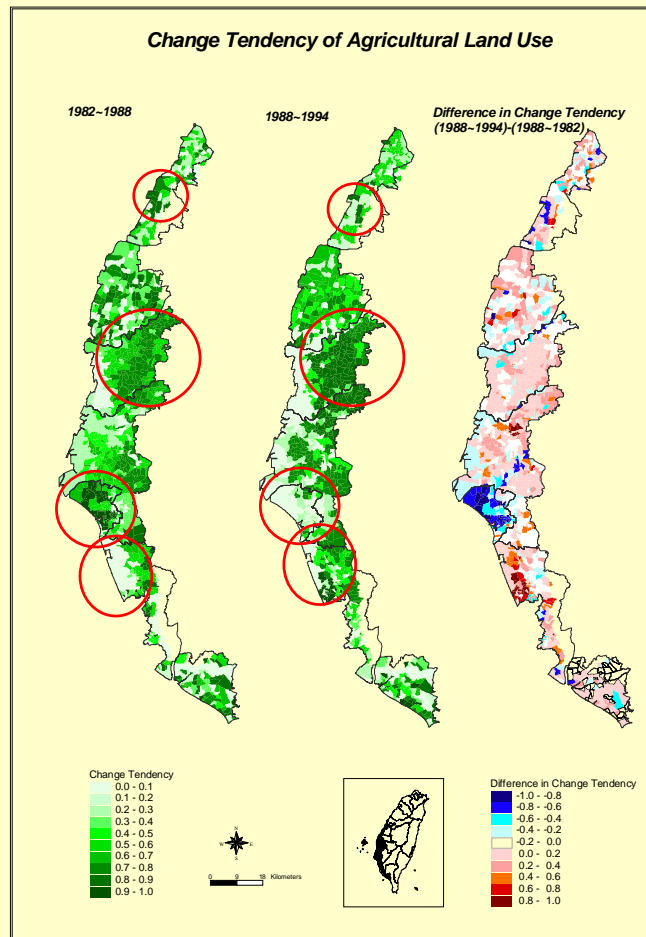 Change Tendency of Agricultural Land Use
1982~1988
1988~1994
Difference in Change Tendency
(1988~1994)-(1988~1982)
Change Tendency
0.0 - 0.1
0.1 - 0.2
0.2 - 0.3
0.3 - 0.4
0.4 - 0.5
0.5 - 0.6
0.6 - 0.7
0.7 - 0.8
0.8 - 0.9
0.9 - 1.0
N
W E
S
0 9 18 Kilometers
Difference in Change Tendency
-1.0 - -0.8
-0.8 - -0.6
-0.6 - -0.4
-0.4 - -0.2
-0.2 - 0.0
0.0 - 0.2
0.2 - 0.4
0.4 - 0.6
0.6 - 0.8
0.8 - 1.0